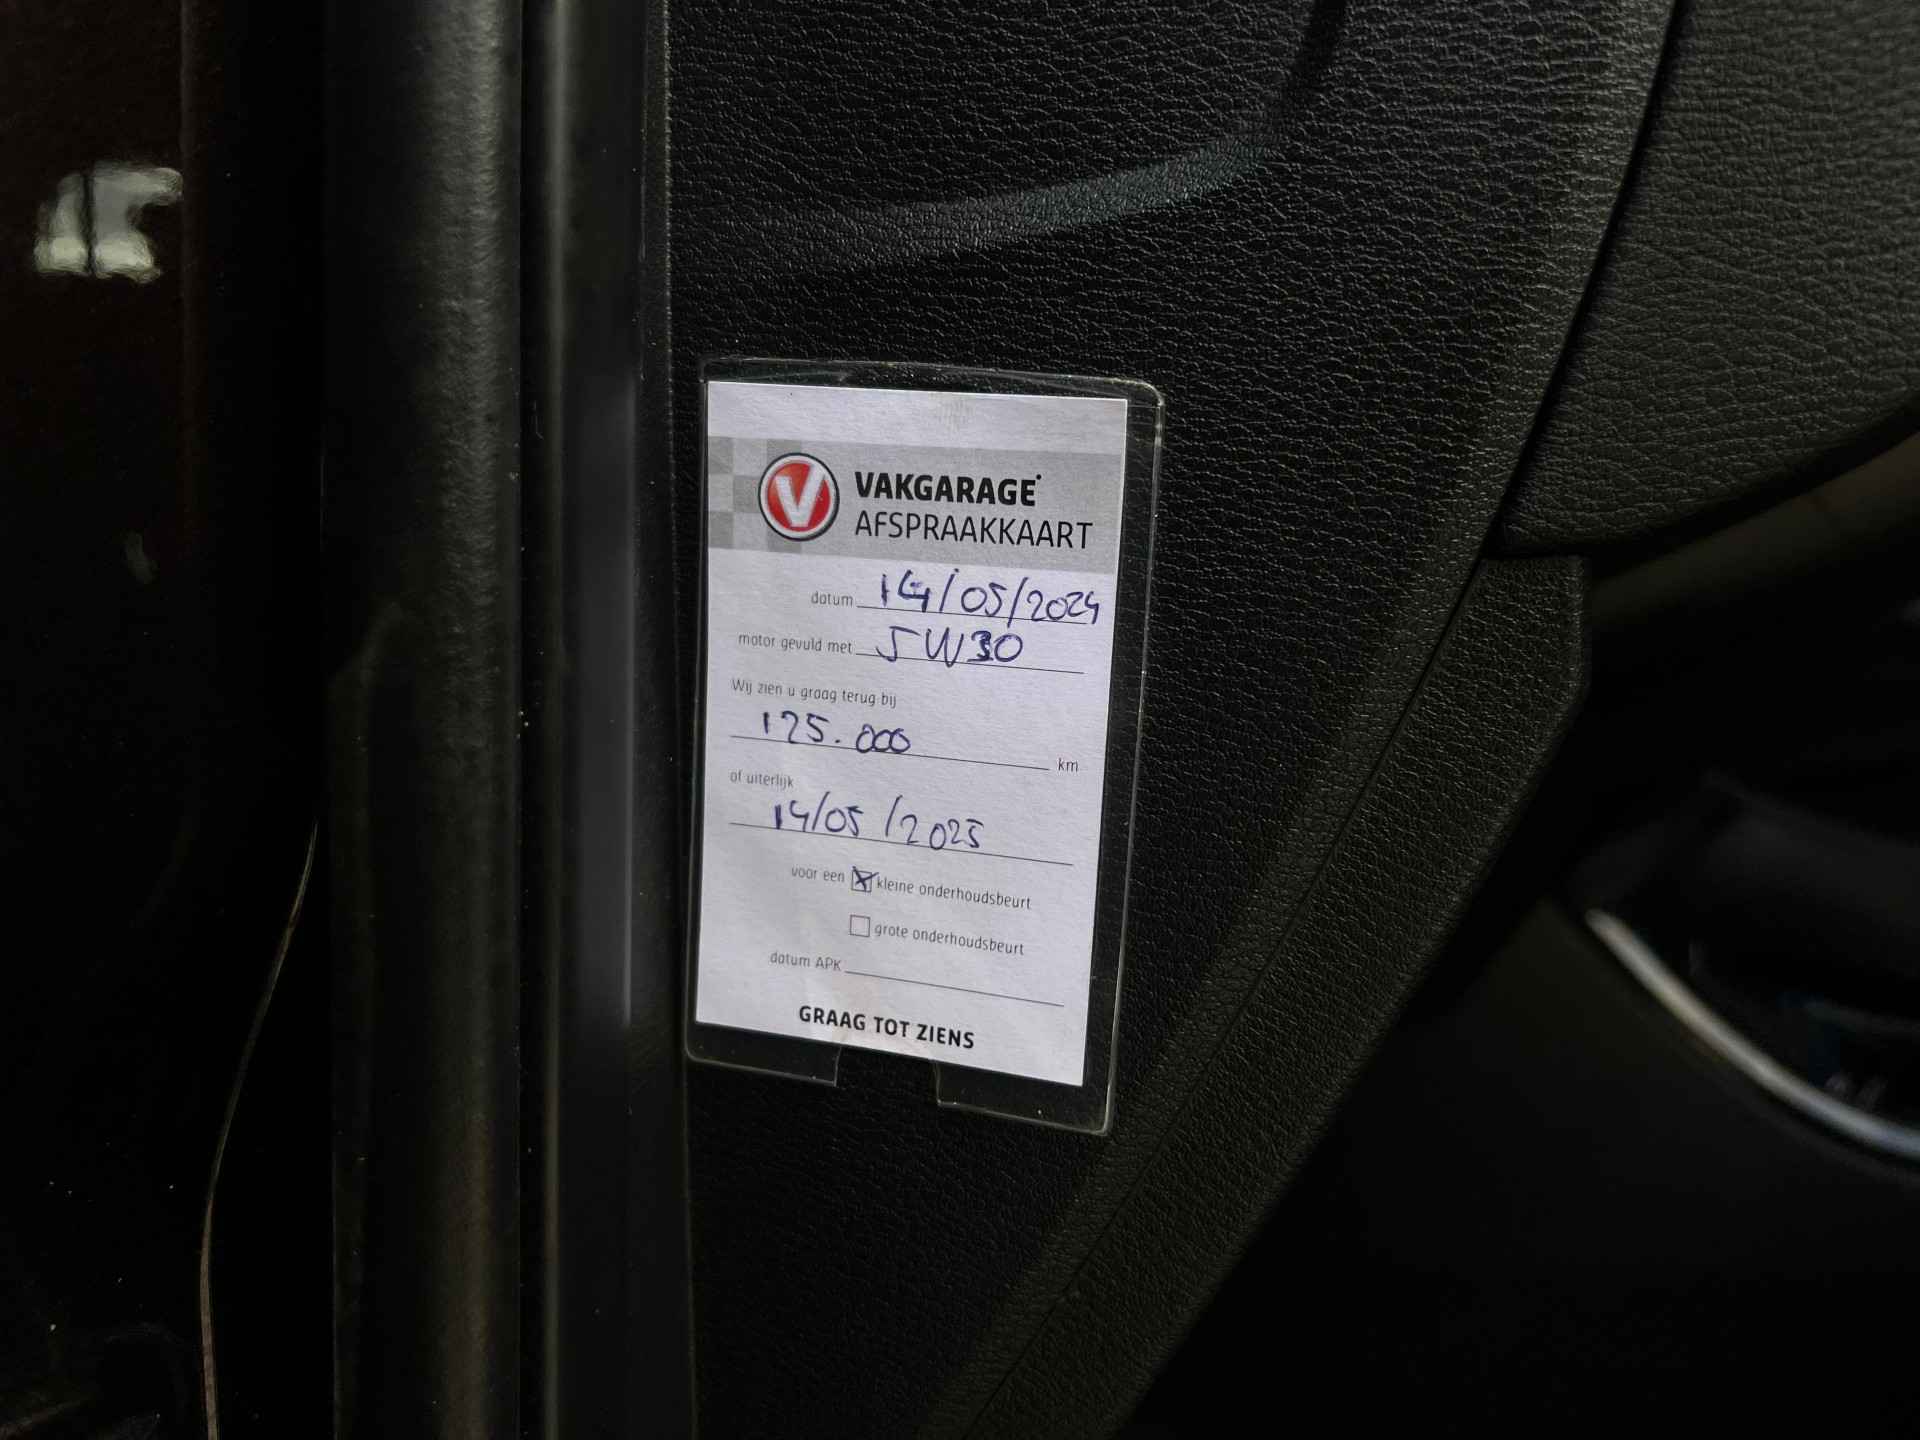 V VAKGARAGE
AFSPRAAKKAART
datum 14/05/2024
motor gevuld met 5W30
Wij zien u graag terug bij
125.000 km
of uiterlijk
14/05/2025
voor een kleine onderhoudsbeurt
grote onderhoudsbeurt
datum APK
GRAAG TOT ZIENS